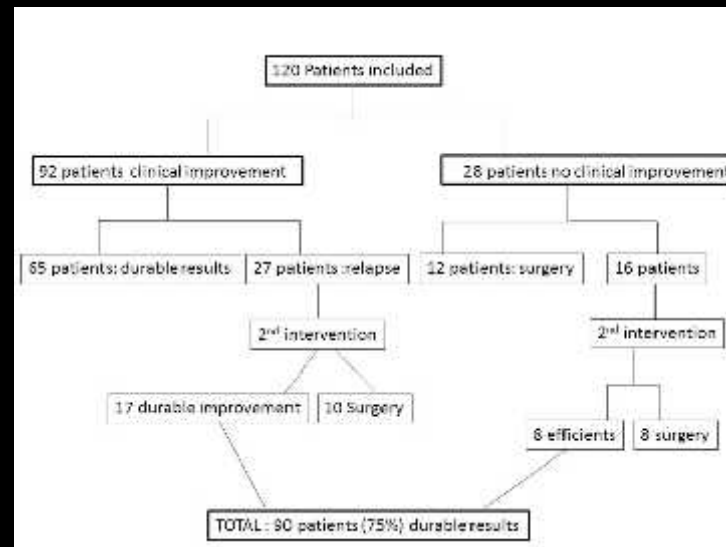 120 Patients included
92 patients clinical improvement
28 patients no clinical improvement
65 patients: durable results
27 patients :relapse
12 patients: surgery
16 patients
2nd intervention
2nd intervention
17 durable improvement
10 Surgery
8 efficients
8 surgery
TOTAL : 90 patients (75%) durable results